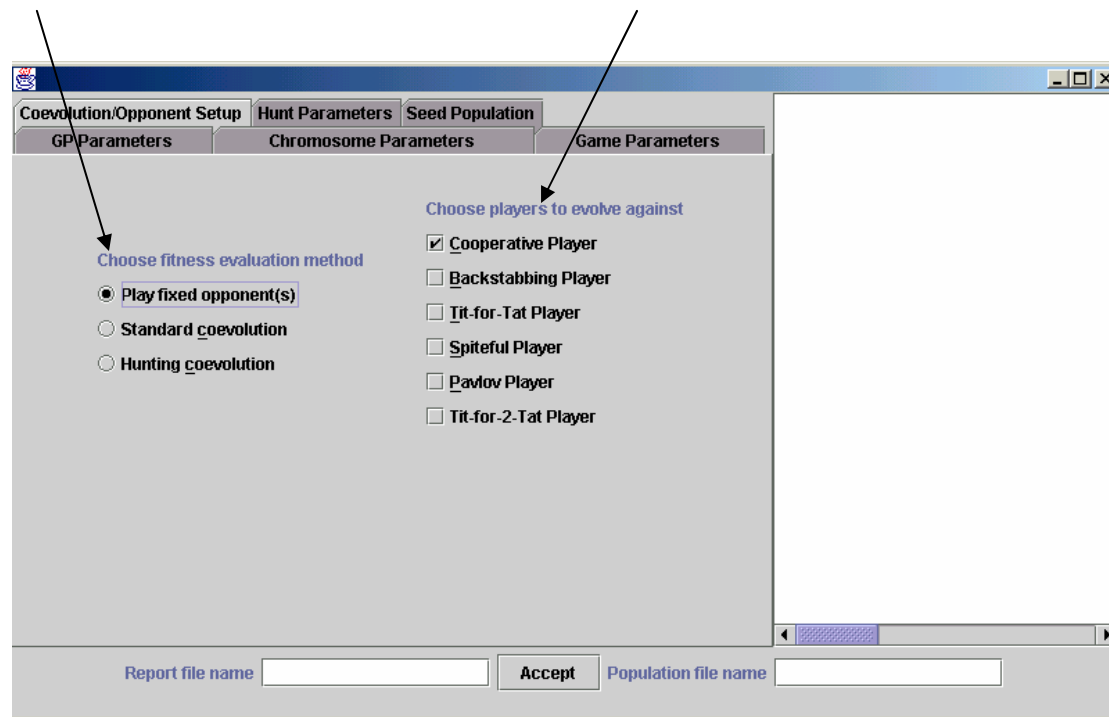 Coevolution/Opponent Setup Hunt Parameters Seed Population
GP Parameters Chromosome Parameters Game Parameters
Choose fitness evaluation method
Play fixed opponent(s)
Standard coevolution
Hunting coevolution
Choose players to evolve against
Cooperative Player
Backstabbing Player
Tit-for-Tat Player
Spiteful Player
Pavlov Player
Tit-for-2-Tat Player
Report file name Accept Population file name